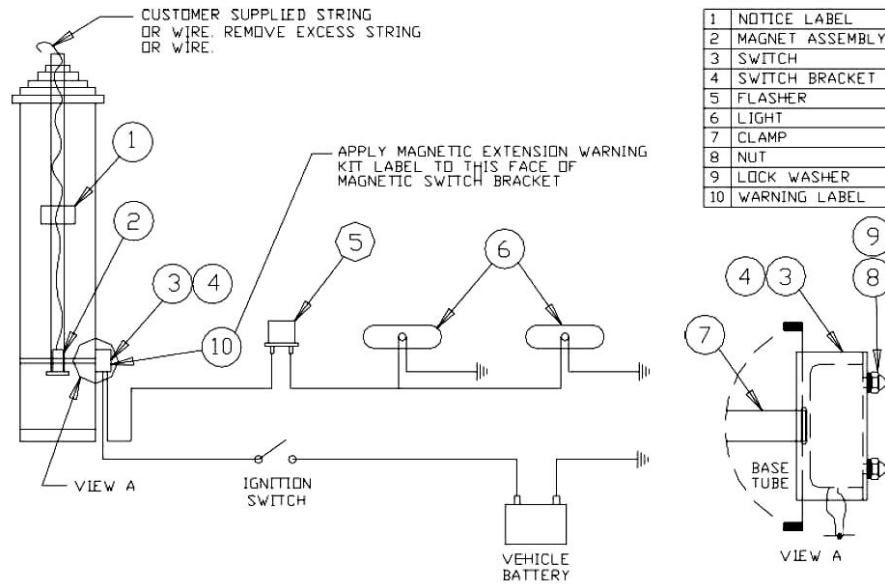 CUSTOMER SUPPLIED STRING
OR WIRE. REMOVE EXCESS STRING
OR WIRE.
1 NOTICE LABEL
2 MAGNET ASSEMBLY
3 SWITCH
4 SWITCH BRACKET
5 FLASHER
6 LIGHT
7 CLAMP
8 NUT
9 LOCK WASHER
10 WARNING LABEL
1
APPLY MAGNETIC EXTENSION WARNING
KIT LABEL TO THIS FACE OF
MAGNETIC SWITCH BRACKET
2
5
6
9
3 4
4 3
8
10
7
VIEW A
IGNITION
SWITCH
BASE
TUBE
VEHICLE
BATTERY
VIEW A